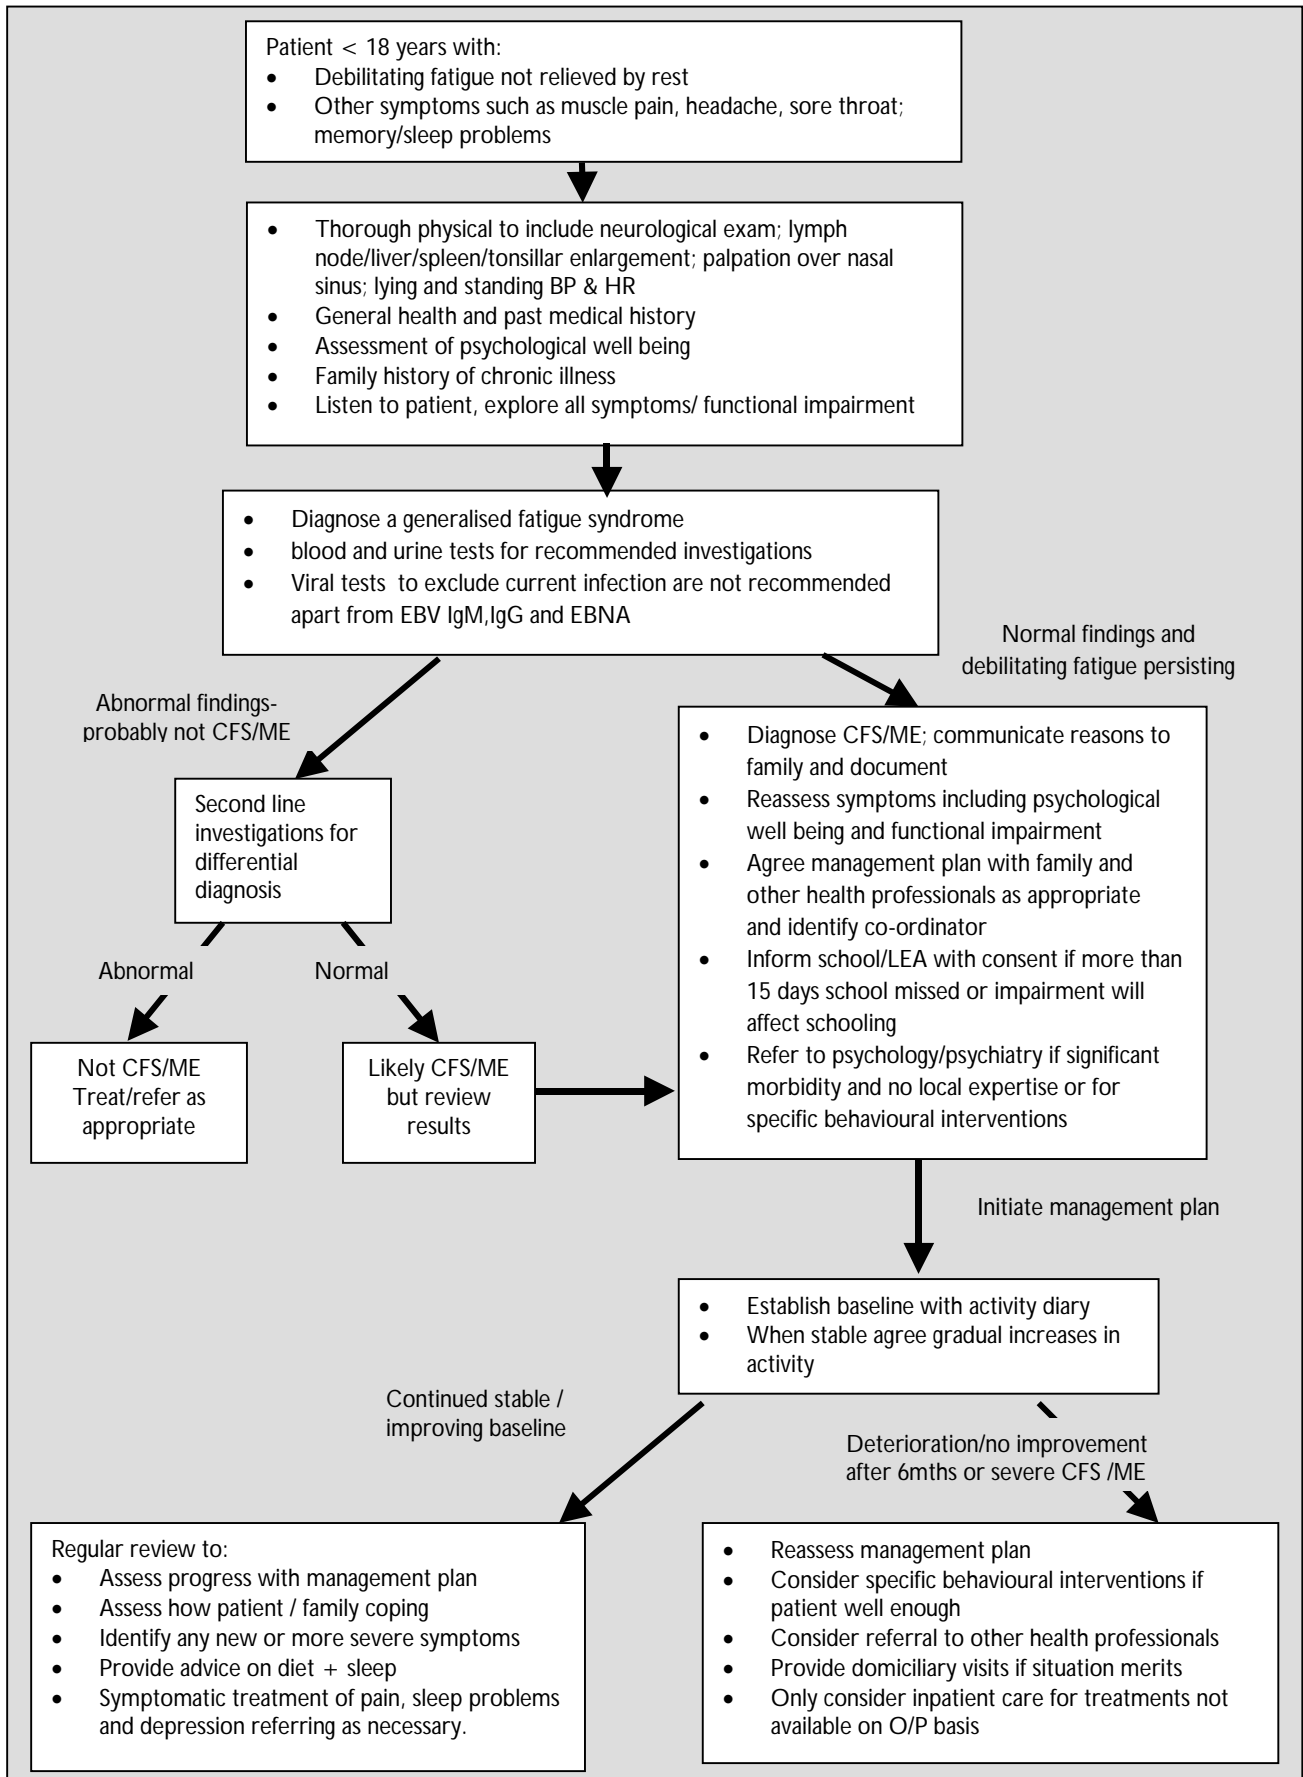 Patient < 18 years with:
• Debilitating fatigue not relieved by rest
• Other symptoms such as muscle pain, headache, sore throat;
memory/sleep problems
• Thorough physical to include neurological exam; lymph
node/liver/spleen/tonsillar enlargement; palpation over nasal
sinus; lying and standing BP & HR
• General health and past medical history
• Assessment of psychological well being
• Family history of chronic illness
• Listen to patient, explore all symptoms/ functional impairment
• Diagnose a generalised fatigue syndrome
• blood and urine tests for recommended investigations
• Viral tests to exclude current infection are not recommended
apart from EBV IgM,IgG and EBNA
Abnormal findings-
probably not CFS/ME
Normal findings and
debilitating fatigue persisting
Second line
investigations for
differential
diagnosis
Abnormal
Normal
Not CFS/ME
Treat/refer as
appropriate
Likely CFS/ME
but review
results
• Diagnose CFS/ME; communicate reasons to
family and document
• Reassess symptoms including psychological
well being and functional impairment
• Agree management plan with family and
other health professionals as appropriate
and identify co-ordinator
• Inform school/LEA with consent if more than
15 days school missed or impairment will
affect schooling
• Refer to psychology/psychiatry if significant
morbidity and no local expertise or for
specific behavioural interventions
Initiate management plan
• Establish baseline with activity diary
• When stable agree gradual increases in
activity
Continued stable /
improving baseline
Deterioration/no improvement
after 6mths or severe CFS /ME
Regular review to:
• Assess progress with management plan
• Assess how patient / family coping
• Identify any new or more severe symptoms
• Provide advice on diet + sleep
• Symptomatic treatment of pain, sleep problems
and depression referring as necessary.
• Reassess management plan
• Consider specific behavioural interventions if
patient well enough
• Consider referral to other health professionals
• Provide domiciliary visits if situation merits
• Only consider inpatient care for treatments not
available on O/P basis